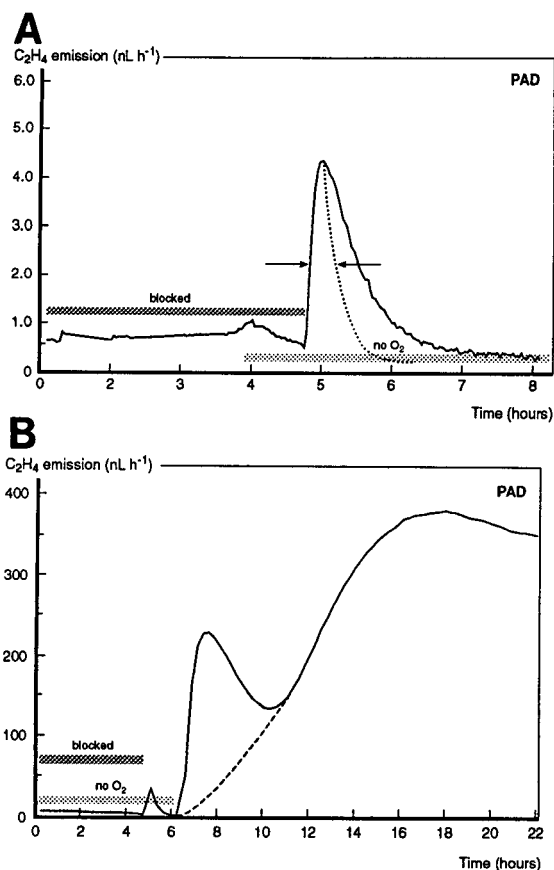 A
C₂H₄ emission (nL h⁻¹)
PAD
6.0
5.0
4.0
3.0
2.0
1.0
0
blocked
no O₂
0 2 3 4 5 6 7 8
Time (hours)
B
C₂H₄ emission (nL h⁻¹)
PAD
400
300
200
100
0
blocked
no O₂
0 2 4 6 8 10 12 14 16 18 20 22
Time (hours)